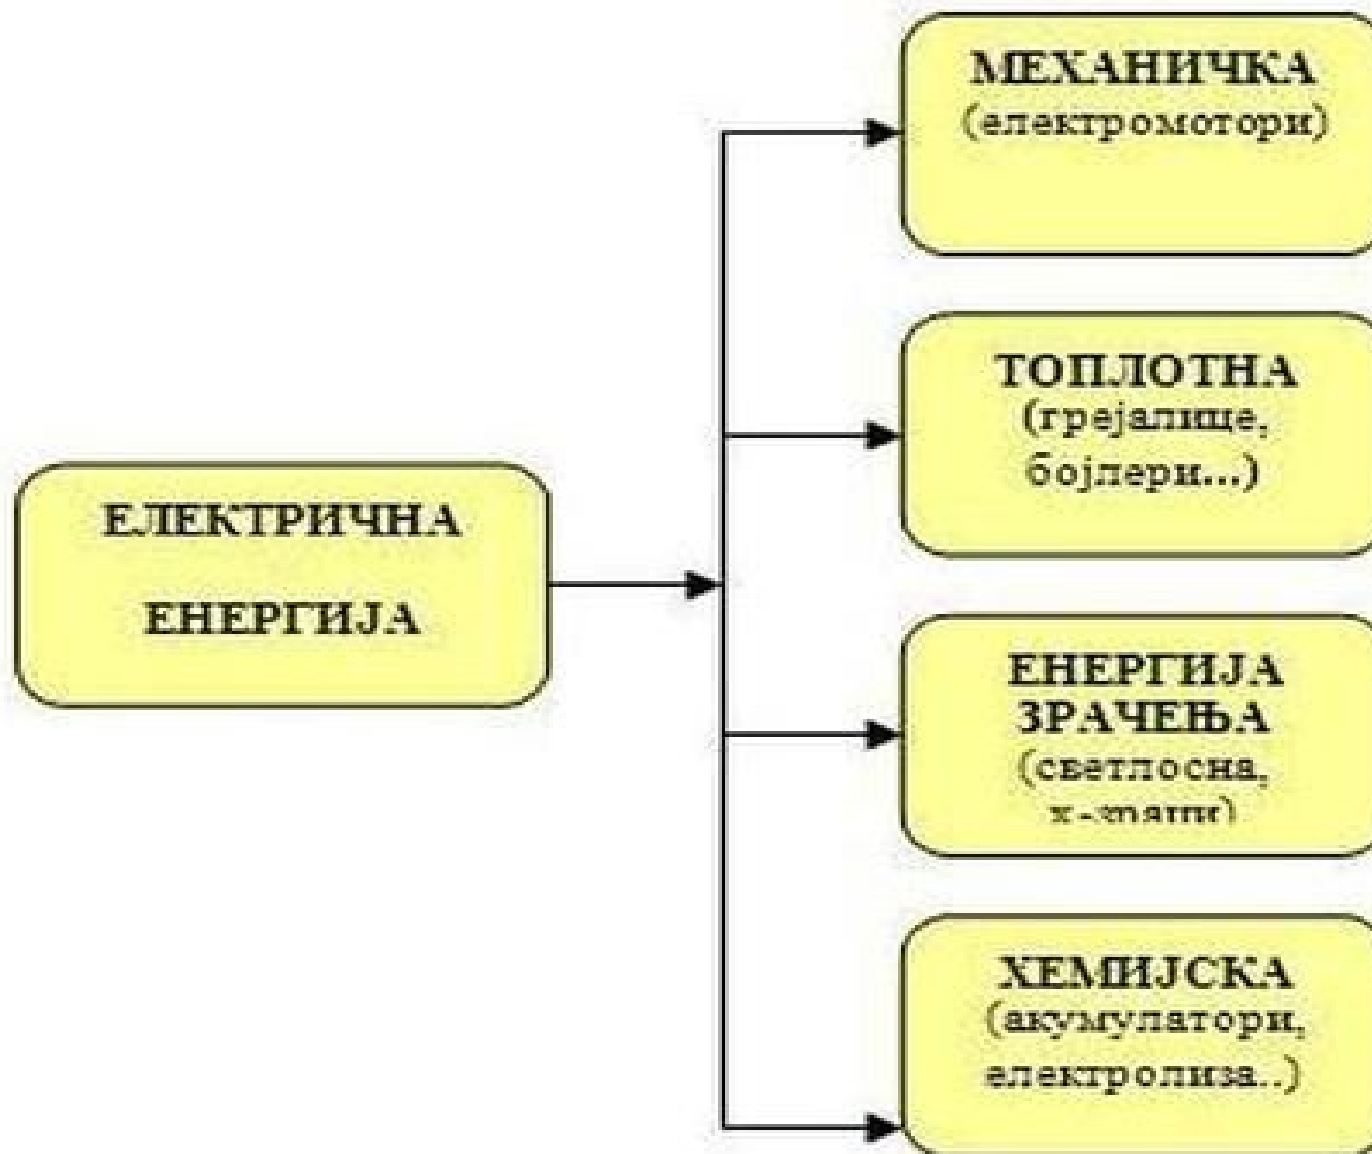 МЕХАНИЧКА
(електромотори)
ТОПЛОТНА
(грејалице,
бојлери...)
ЕЛЕКТРИЧНА
ЕНЕРГИЈА
ЕНЕРГИЈА
ЗРАЧЕЊА
(светлосна,
ХЕМИЈСКА
(акумулатори,
електролиза..)